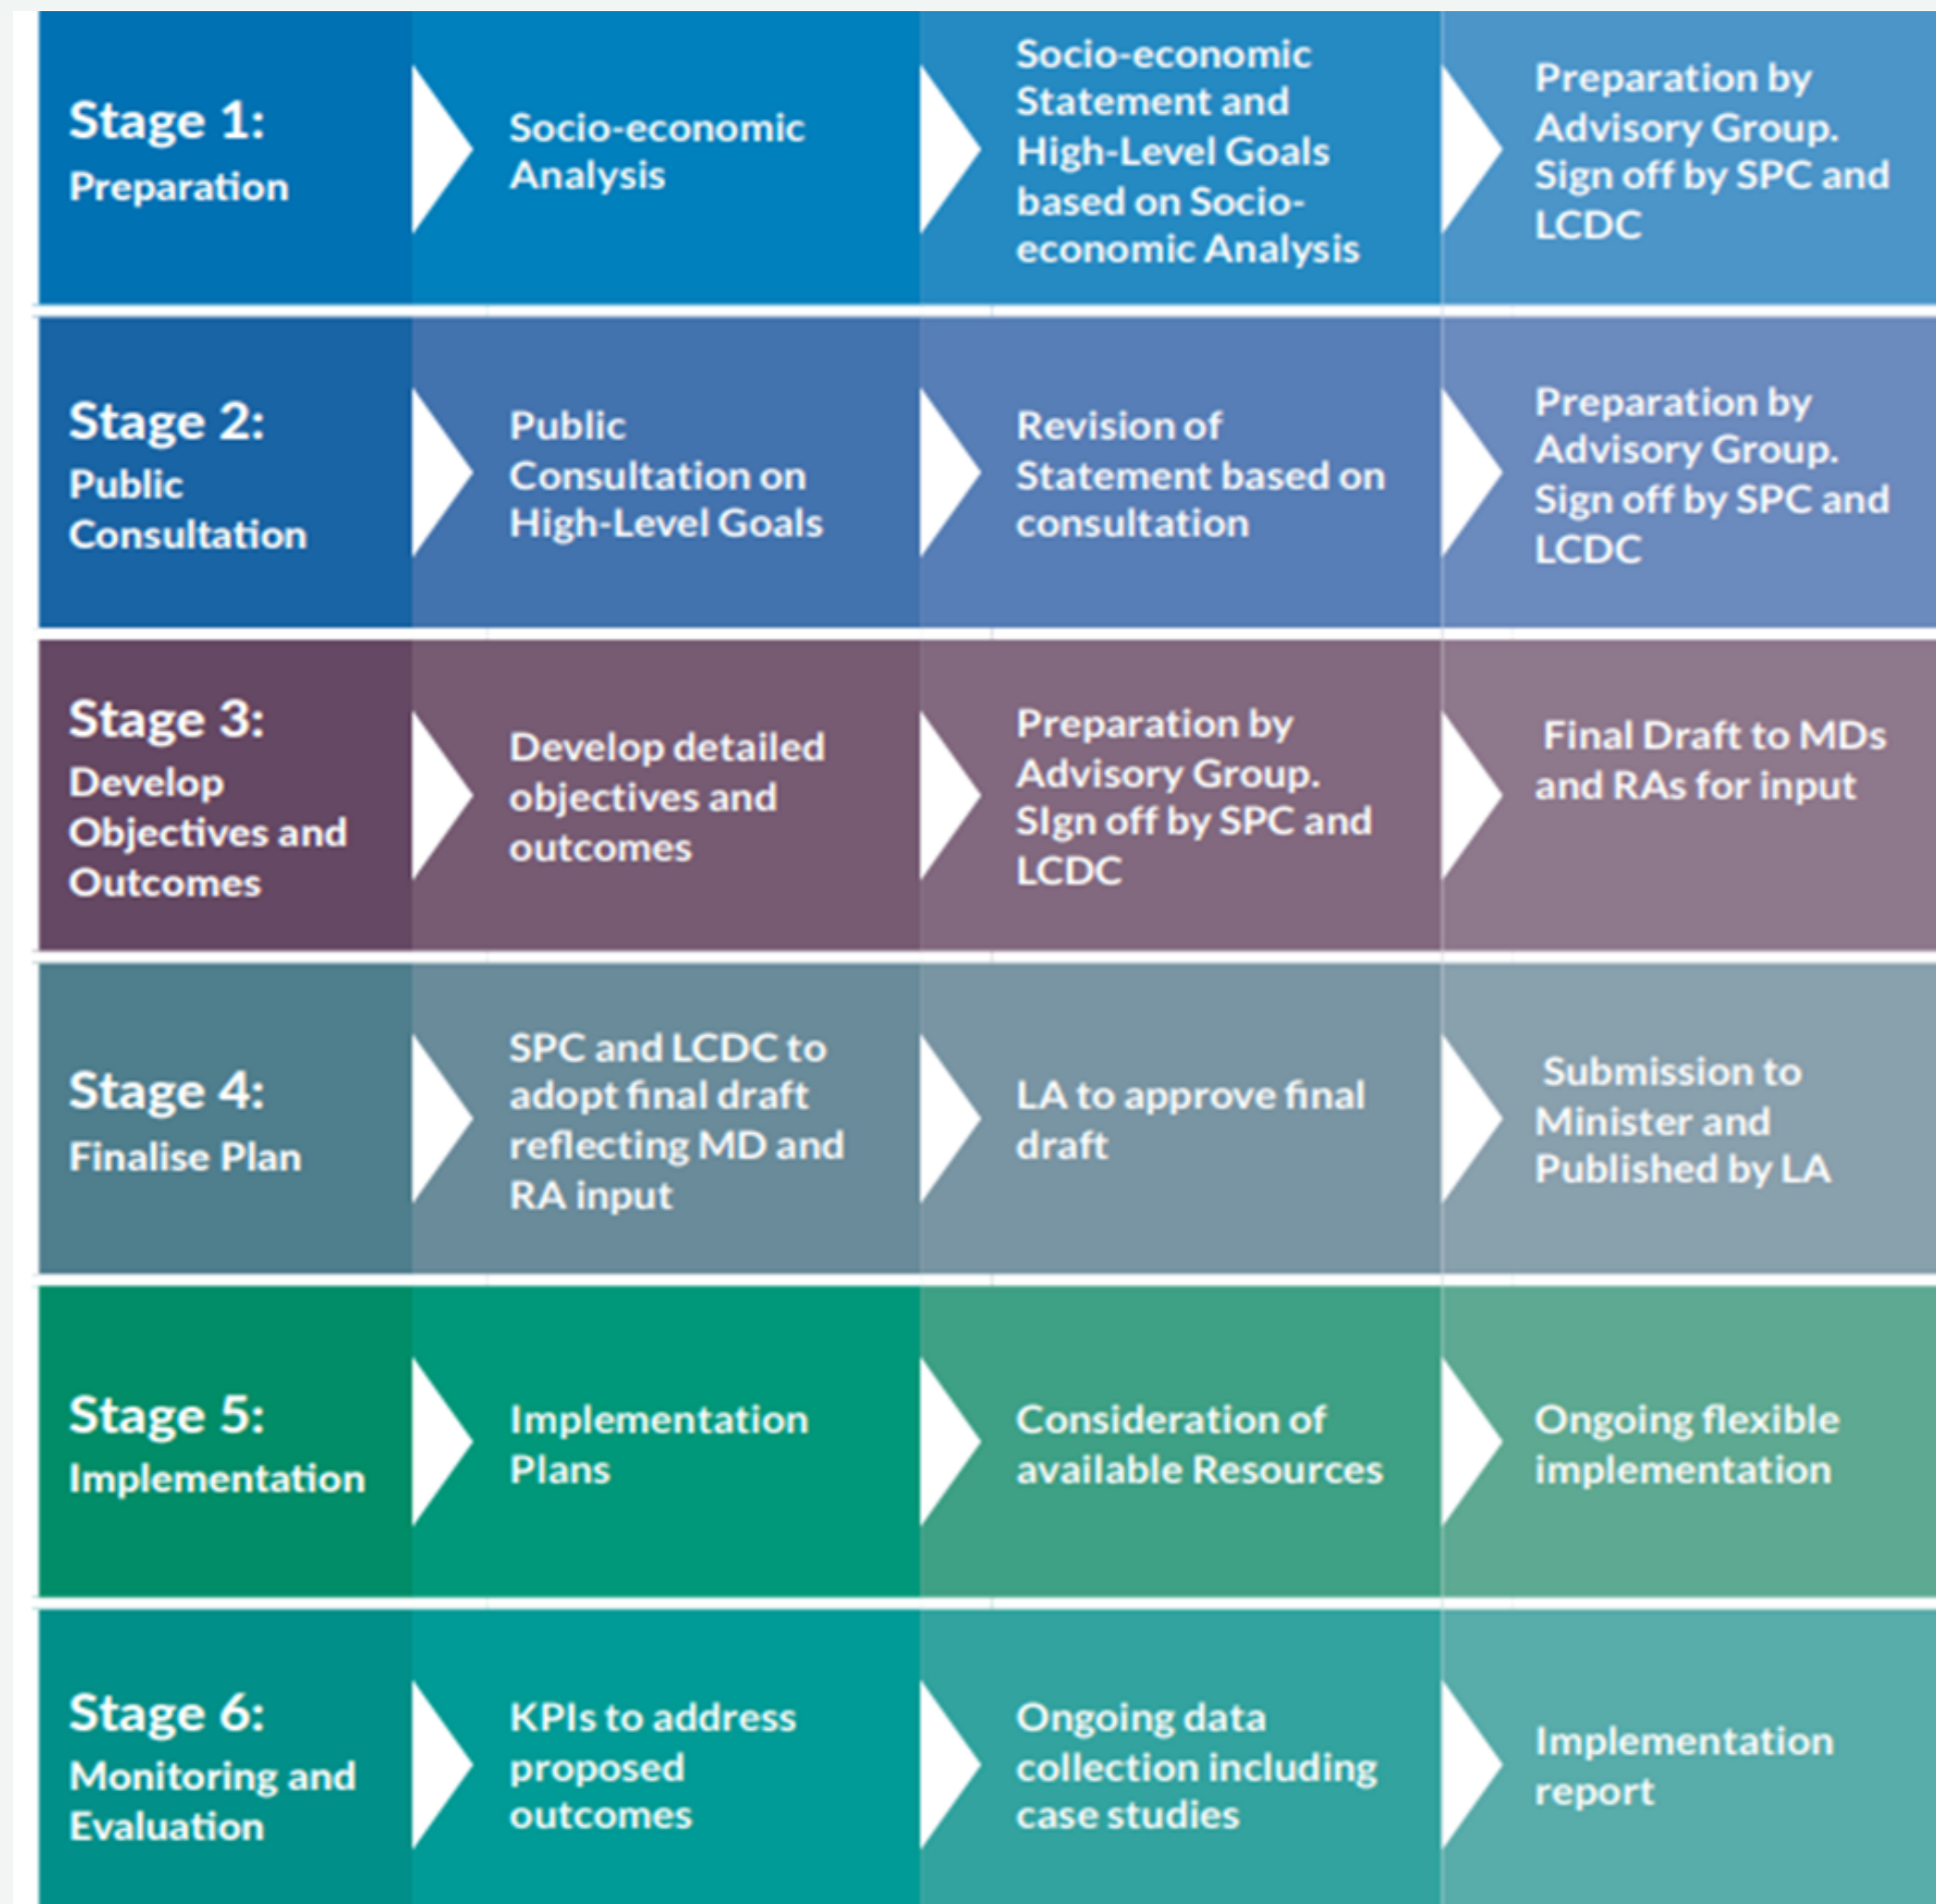 Stage 1:
Preparation
Socio-economic
Analysis
Socio-economic
Statement and
High-Level Goals
based on Socio-
economic Analysis
Preparation by
Advisory Group.
Sign off by SPC and
LCDC
Stage 2:
Public
Consultation
Public
Consultation on
High-Level Goals
Revision of
Statement based on
consultation
Preparation by
Advisory Group.
Sign off by SPC and
LCDC
Stage 3:
Develop
Objectives and
Outcomes
Develop detailed
objectives and
outcomes
Preparation by
Advisory Group.
SIgn off by SPC and
LCDC
Final Draft to MDs
and RAs for input
Stage 4:
Finalise Plan
SPC and LCDC to
adopt final draft
reflecting MD and
RA input
LA to approve final
draft
Submission to
Minister and
Published by LA
Stage 5:
Implementation
Implementation
Plans
Consideration of
available Resources
Ongoing flexible
implementation
Stage 6:
Monitoring and
Evaluation
KPIs to address
proposed
outcomes
Ongoing data
collection including
case studies
Implementation
report